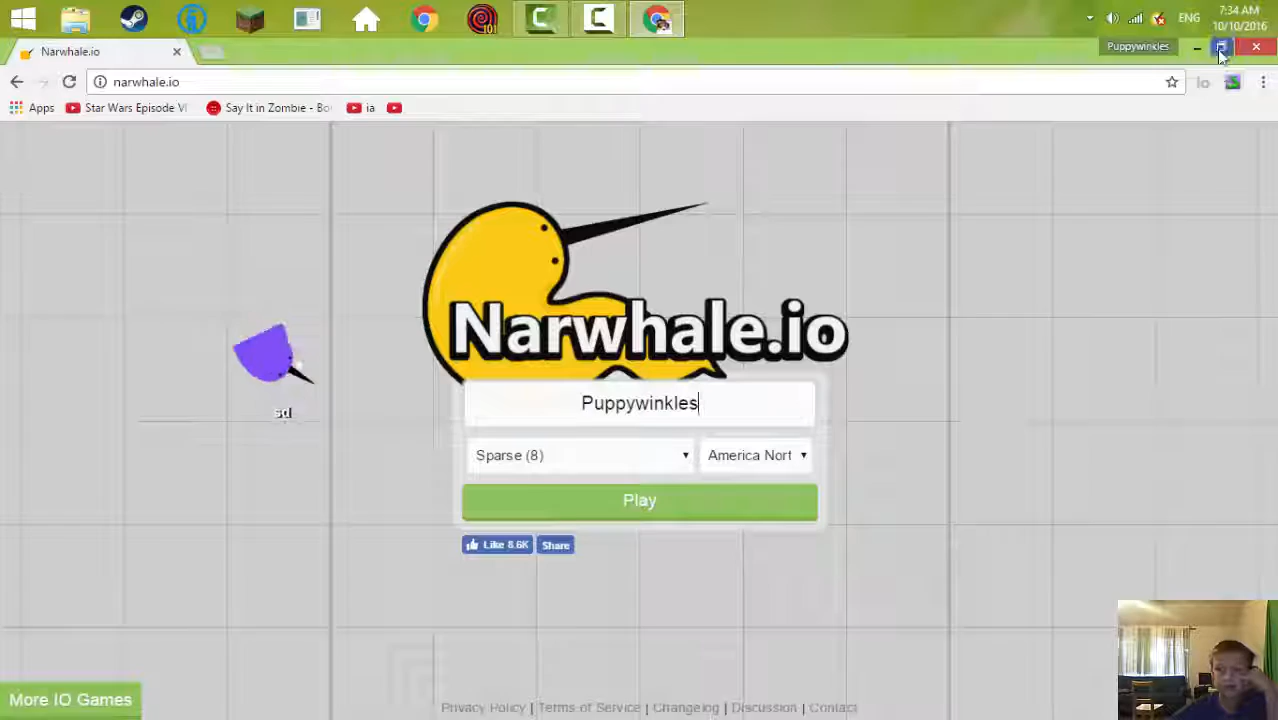 7:34 AM
ENG
10/10/2016
101
Narwhale.io
Puppywinkles
narwhale.io
Apps
Star Wars Episode VI
Say It in Zombie - Bo
ia
Narwhale.io
sd
Puppywinkles
Sparse (8)
America Nort
Play
Like 8.6K
Share
More IO Games
Privacy Policy | Terms of Service | Changelog | Discussion | Contact